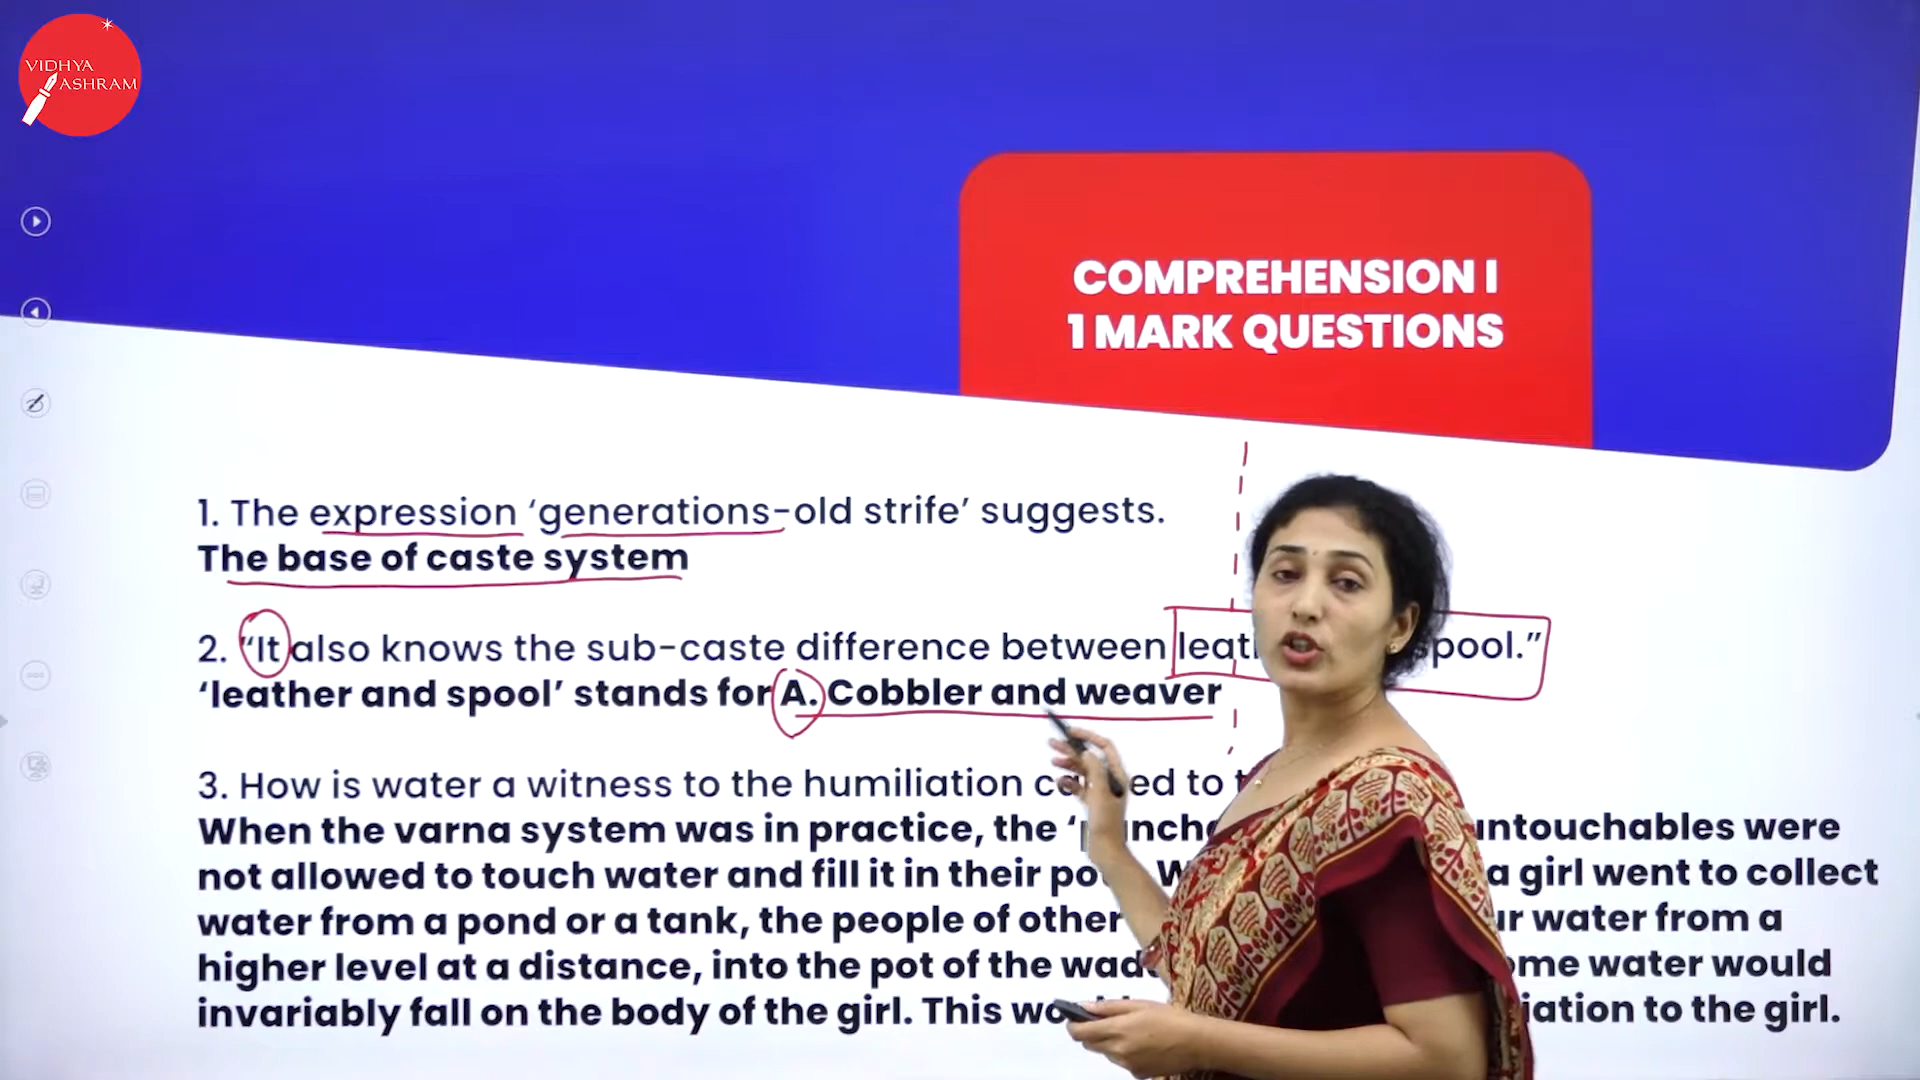 VIDHYA
ASHRAM
COMPREHENSION I
1 MARK QUESTIONS
1. The expression ‘generations-old strife’ suggests.
The base of caste system
2. “It also knows the sub-caste difference between spool.”
‘leather and spool’ stands for A. Cobbler and weaver
3. How is water a witness to the humiliation to
When the varna system was in practice, the untouchables were
not allowed to touch water and fill it in their a girl went to collect
water from a pond or a tank, the people of other water from a
higher level at a distance, into the pot of the water would
invariably fall on the body of the girl. This to the girl.